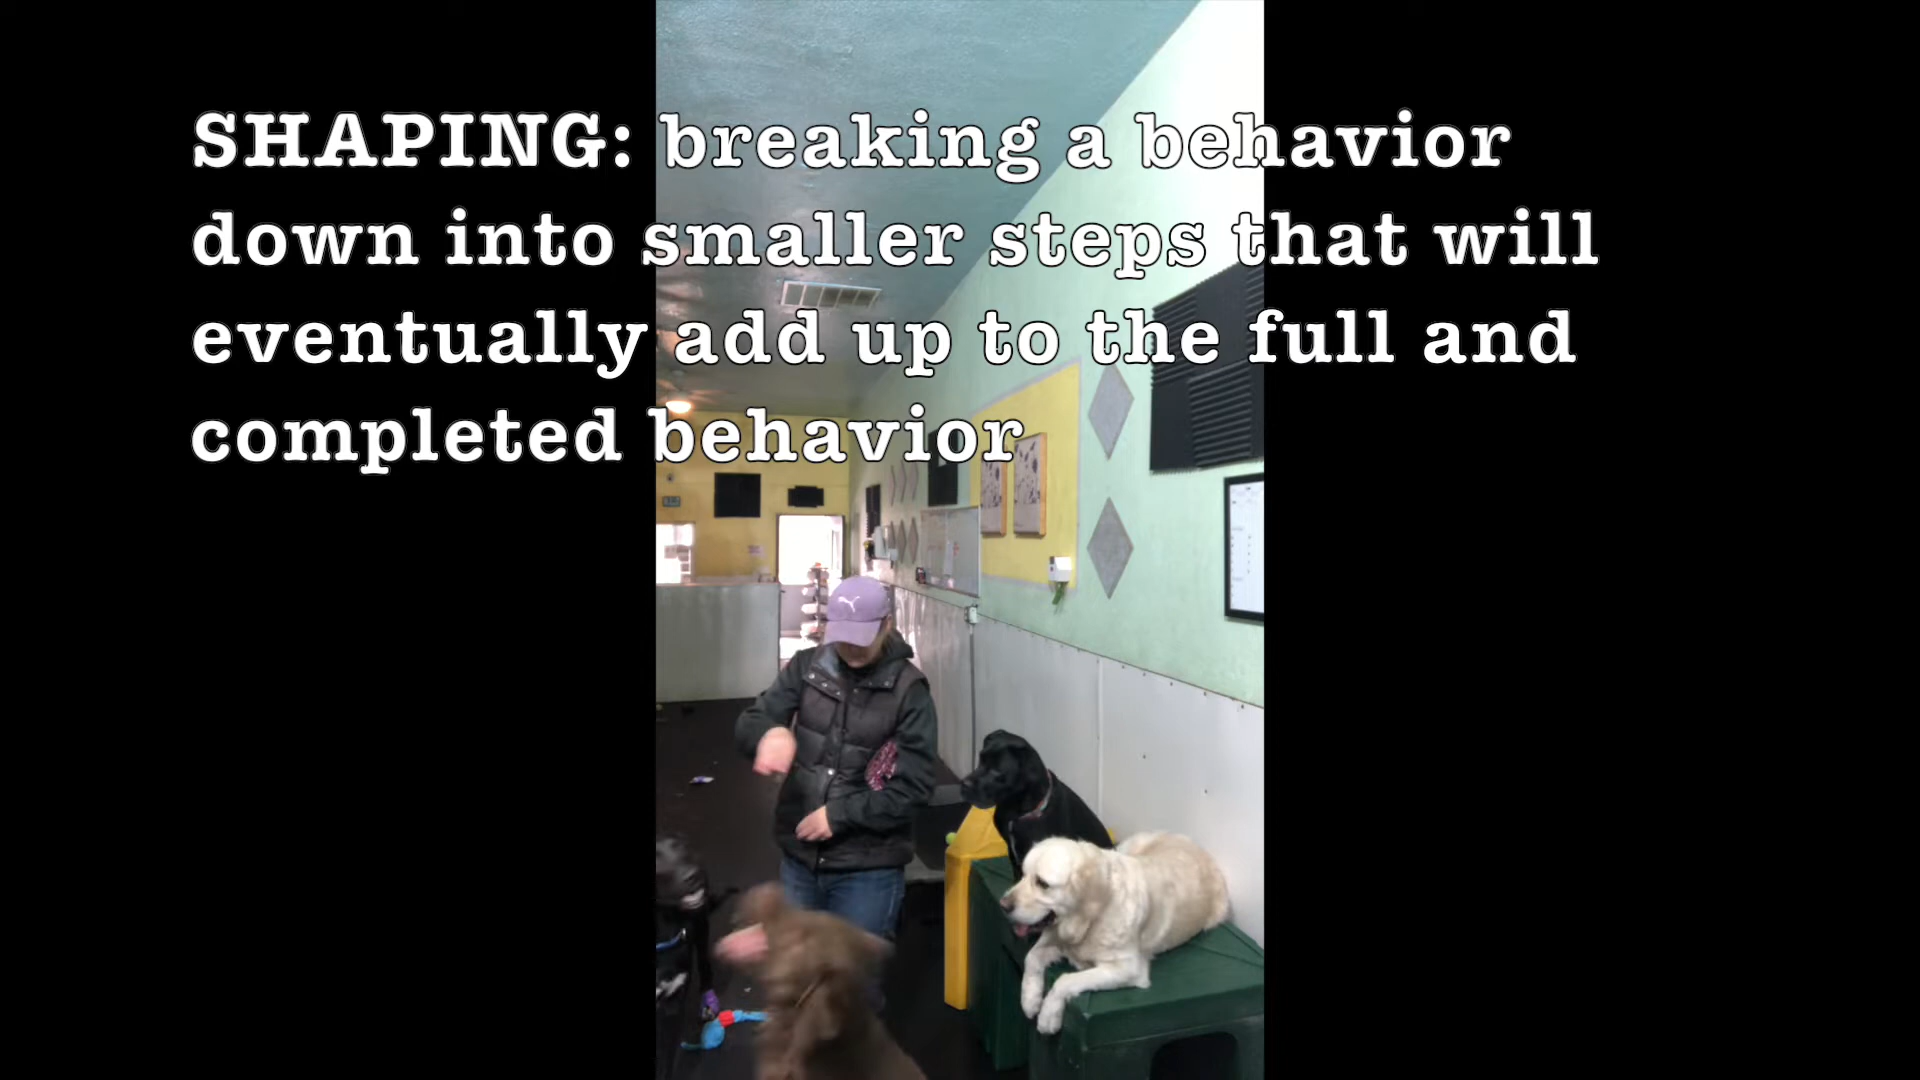 SHAPING: breaking a behavior
down into smaller steps that will
eventually add up to the full and
completed behavior